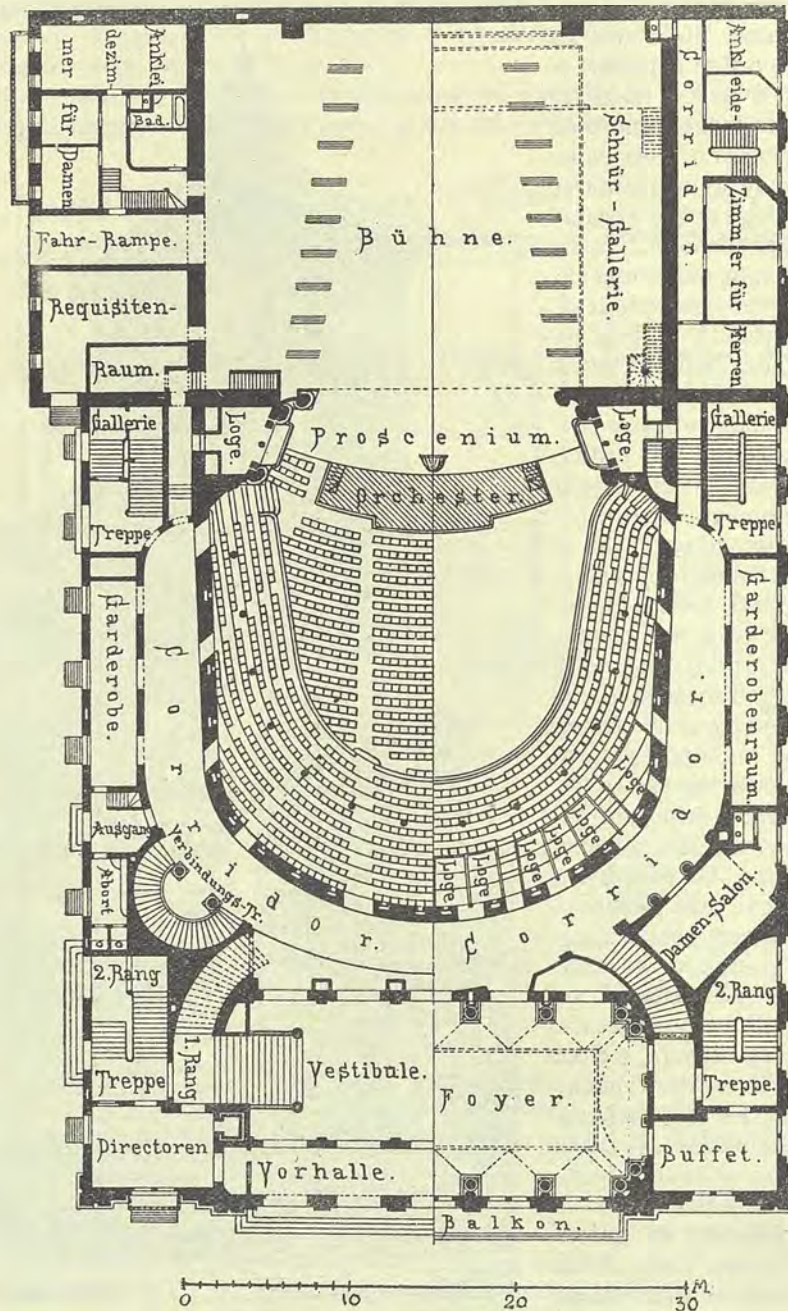 Anklei
dezim
mer
für
Damen
Bad.
Fahr-Rampe.
Requisiten-
Raum.
Bühne.
Schnür-Gallerie.
Corridor.
Ankleide-
Zimmer für
Herren
Gallerie
Treppe
Loge.
Proscenium.
Loge.
Gallerie
Treppe
Orchester.
Garderobe.
Corridor.
Corridor.
Garderobenraum.
Ausgang
Verbindungs-Tr.
Abort
Loge
Loge
Loge
Loge
Loge
Loge
Damen-Salon.
2.Rang
Treppe
1.Rang
Vestibule.
Foyer.
2.Rang
Treppe.
Directoren
Vorhalle.
Buffet.
Balkon.
0 10 20 30 M.